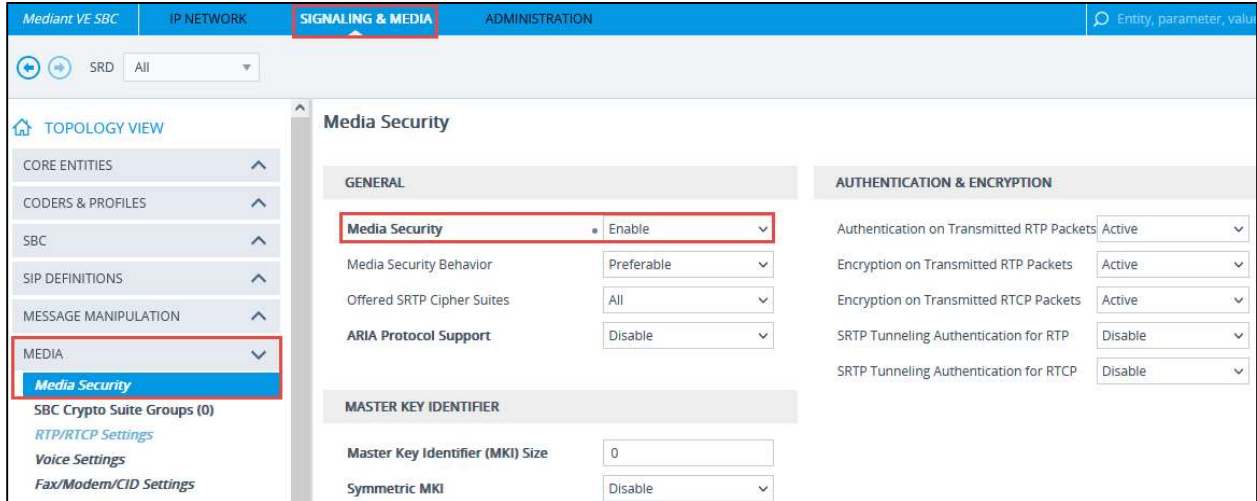 Mediant VE SBC IP NETWORK SIGNALING & MEDIA ADMINISTRATION Entity, parameter, valu
SRD All
TOPOLOGY VIEW
CORE ENTITIES
CODERS & PROFILES
SBC
SIP DEFINITIONS
MESSAGE MANIPULATION
MEDIA
Media Security
SBC Crypto Suite Groups (0)
RTP/RTCP Settings
Voice Settings
Fax/Modem/CID Settings
Media Security
GENERAL
Media Security Enable
Media Security Behavior Preferable
Offered SRTP Cipher Suites All
ARIA Protocol Support Disable
MASTER KEY IDENTIFIER
Master Key Identifier (MKI) Size 0
Symmetric MKI Disable
AUTHENTICATION & ENCRYPTION
Authentication on Transmitted RTP Packets Active
Encryption on Transmitted RTP Packets Active
Encryption on Transmitted RTCP Packets Active
SRTP Tunneling Authentication for RTP Disable
SRTP Tunneling Authentication for RTCP Disable